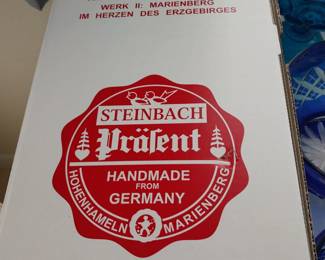 WERK II: MARIENBERG
IM HERZEN DES ERZGEBIRGES
STEINBACH
Präsent
HANDMADE
FROM
GERMANY
HOHENHAMELN
MARIENBERG